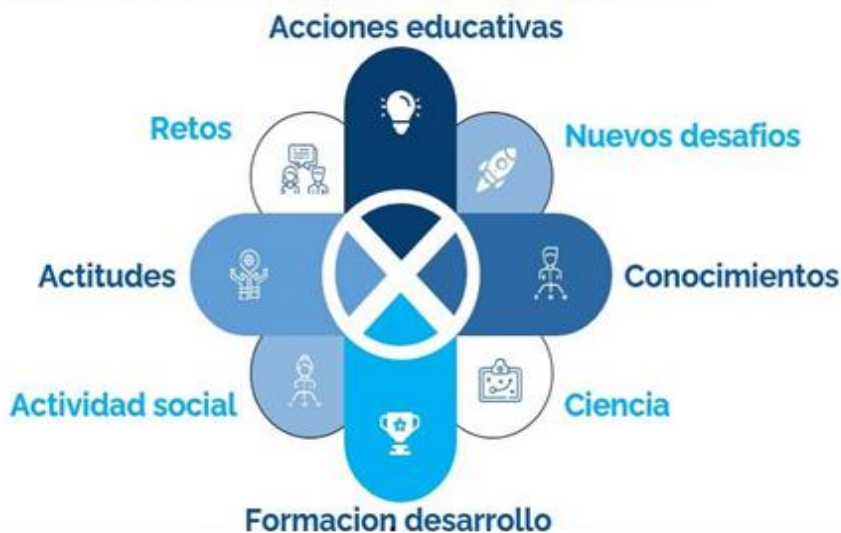 Acciones educativas
Retos
Nuevos desafios
Actitudes
Conocimientos
Actividad social
Ciencia
Formacion desarrollo